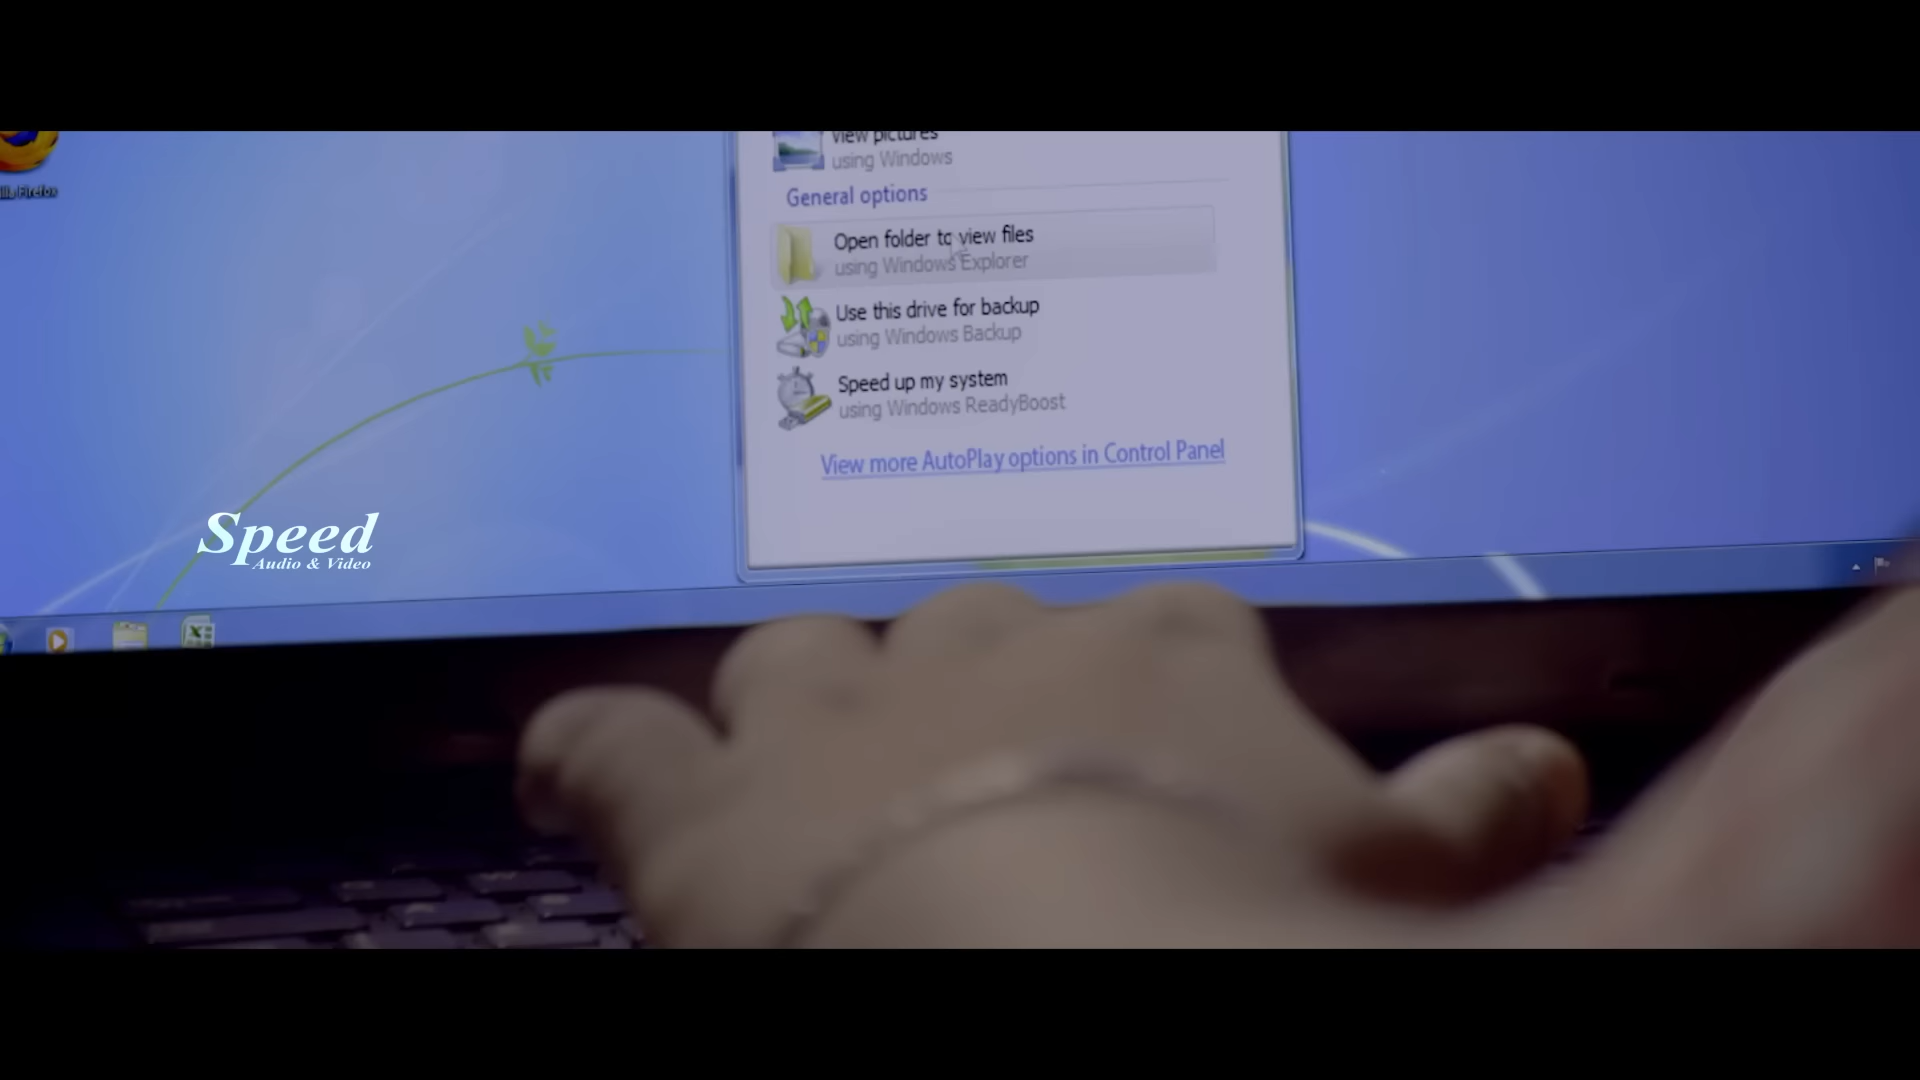 View pictures
using Windows
General options
Open folder to view files
using Windows Explorer
Use this drive for backup
using Windows Backup
Speed up my system
using Windows ReadyBoost
View more AutoPlay options in Control Panel
Firefox
Speed
Audio & Video